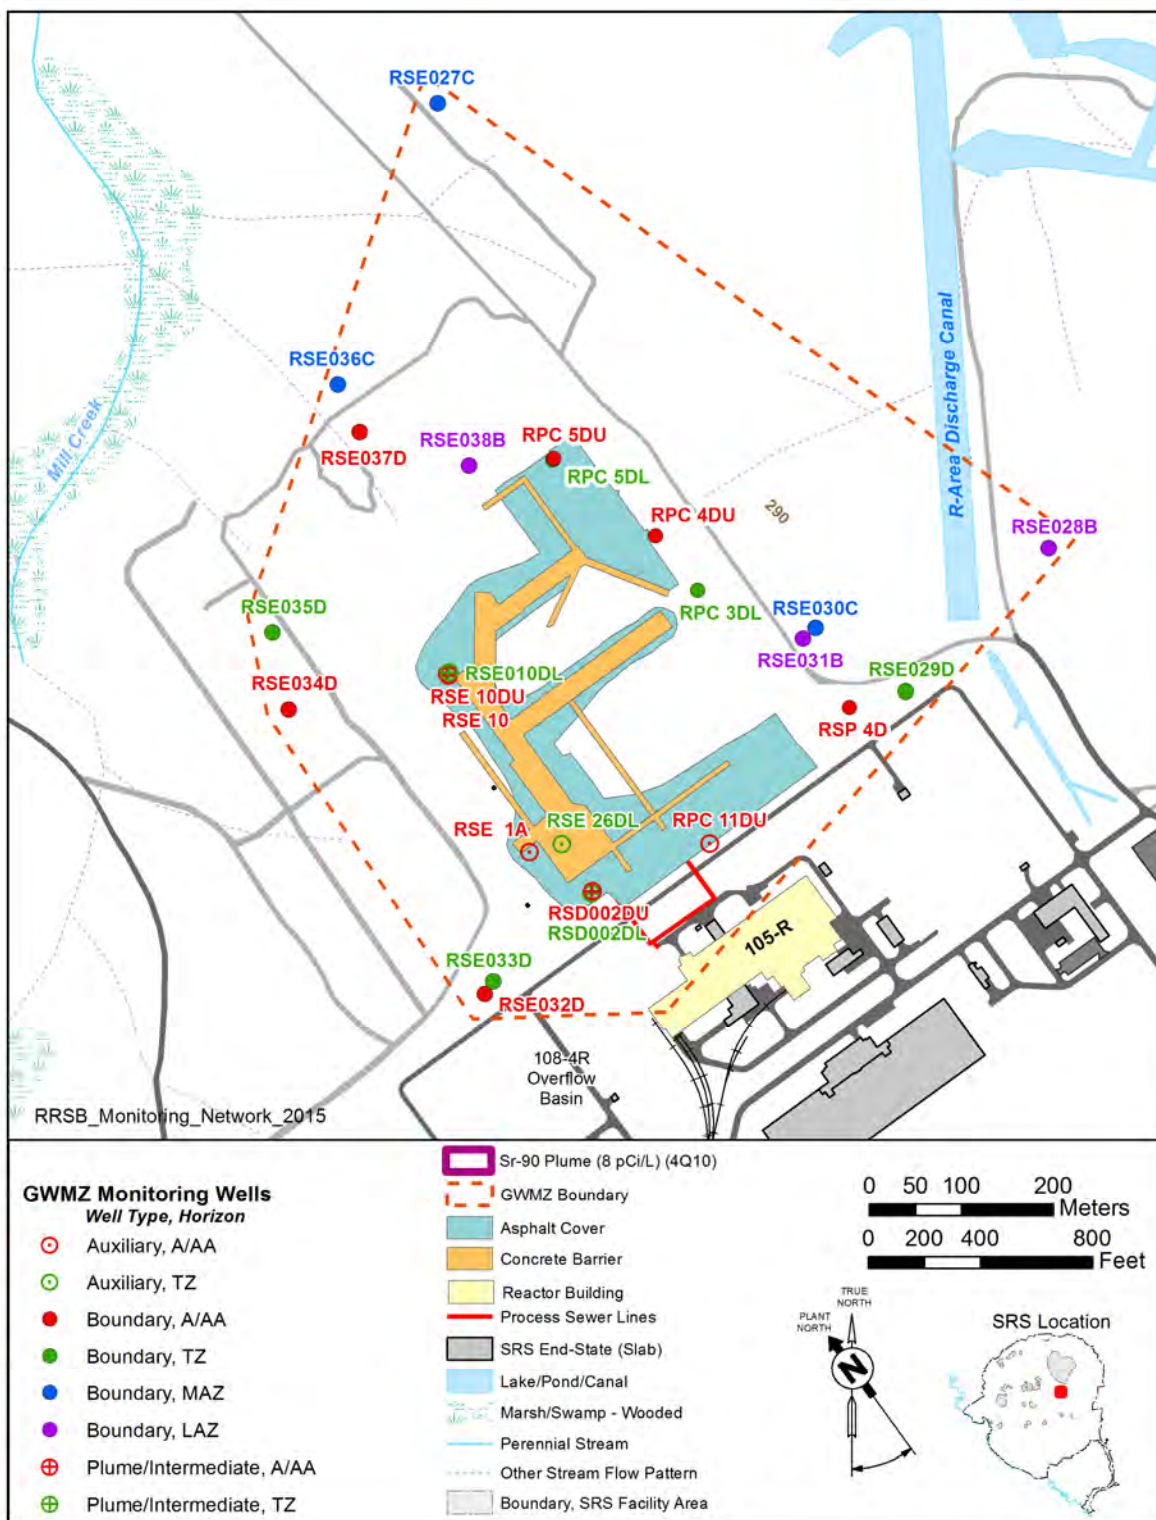 RSE027C
RSE036C
RSE037D
RSE038B
RPC 5DU
RPC 5DL
RPC 4DU
290
R-Area Discharge Canal
Mill Creek
RSE028B
RSE035D
RPC 3DL
RSE030C
RSE031B
RSE029D
RSE010DL
RSE 10DU
RSE 10
RSE034D
RSP 4D
RSE 1A
RSE 26DL
RPC 11DU
RSD002DU
RSD002DL
105-R
RSE033D
RSE032D
108-4R
Overflow
Basin
RRSB_Monitoring_Network_2015
GWMZ Monitoring Wells
Well Type, Horizon
Auxiliary, A/AA
Auxiliary, TZ
Boundary, A/AA
Boundary, TZ
Boundary, MAZ
Boundary, LAZ
Plume/Intermediate, A/AA
Plume/Intermediate, TZ
Sr-90 Plume (8 pCi/L) (4Q10)
GWMZ Boundary
Asphalt Cover
Concrete Barrier
Reactor Building
Process Sewer Lines
SRS End-State (Slab)
Lake/Pond/Canal
Marsh/Swamp - Wooded
Perennial Stream
Other Stream Flow Pattern
Boundary, SRS Facility Area
0 50 100 200
Meters
0 200 400 800
Feet
TRUE
NORTH
PLANT
NORTH
N
SRS Location